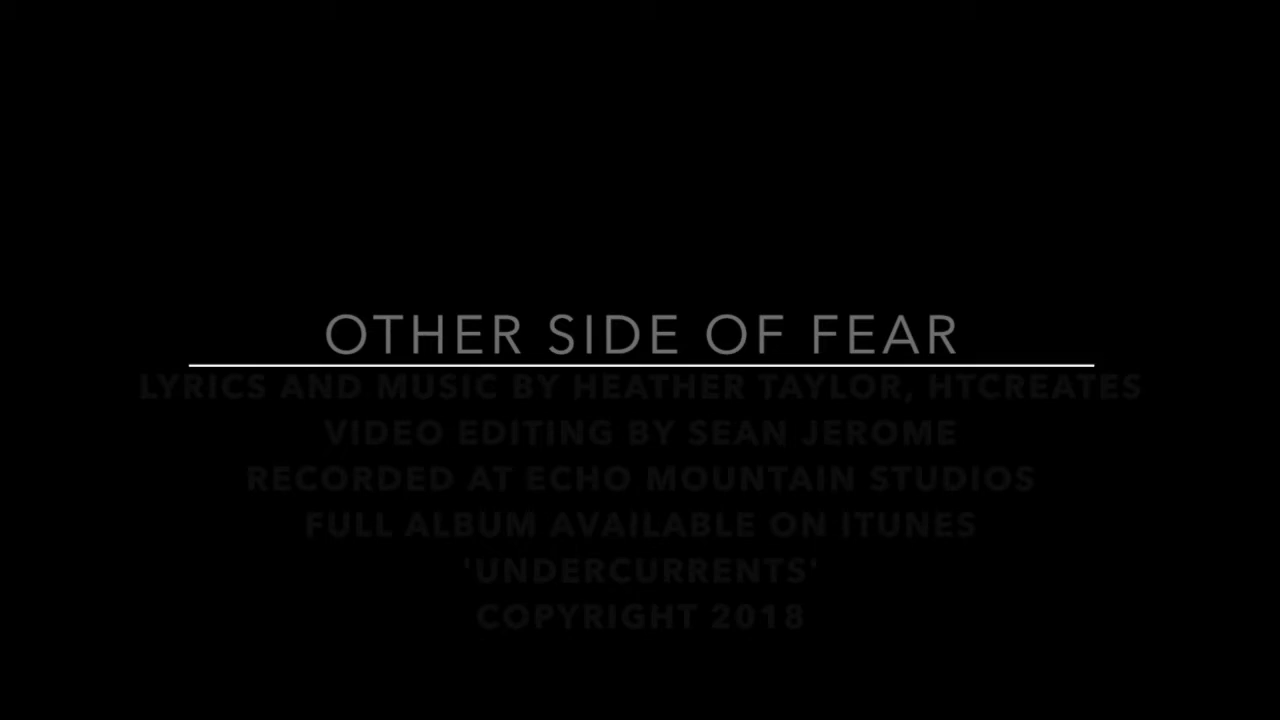 OTHER SIDE OF FEAR
LYRICS AND MUSIC BY HEATHER TAYLOR, HTCREATES
VIDEO EDITING BY SEAN JEROME
RECORDED AT ECHO MOUNTAIN STUDIOS
FULL ALBUM AVAILABLE ON ITUNES
'UNDERCURRENTS'
COPYRIGHT 2018